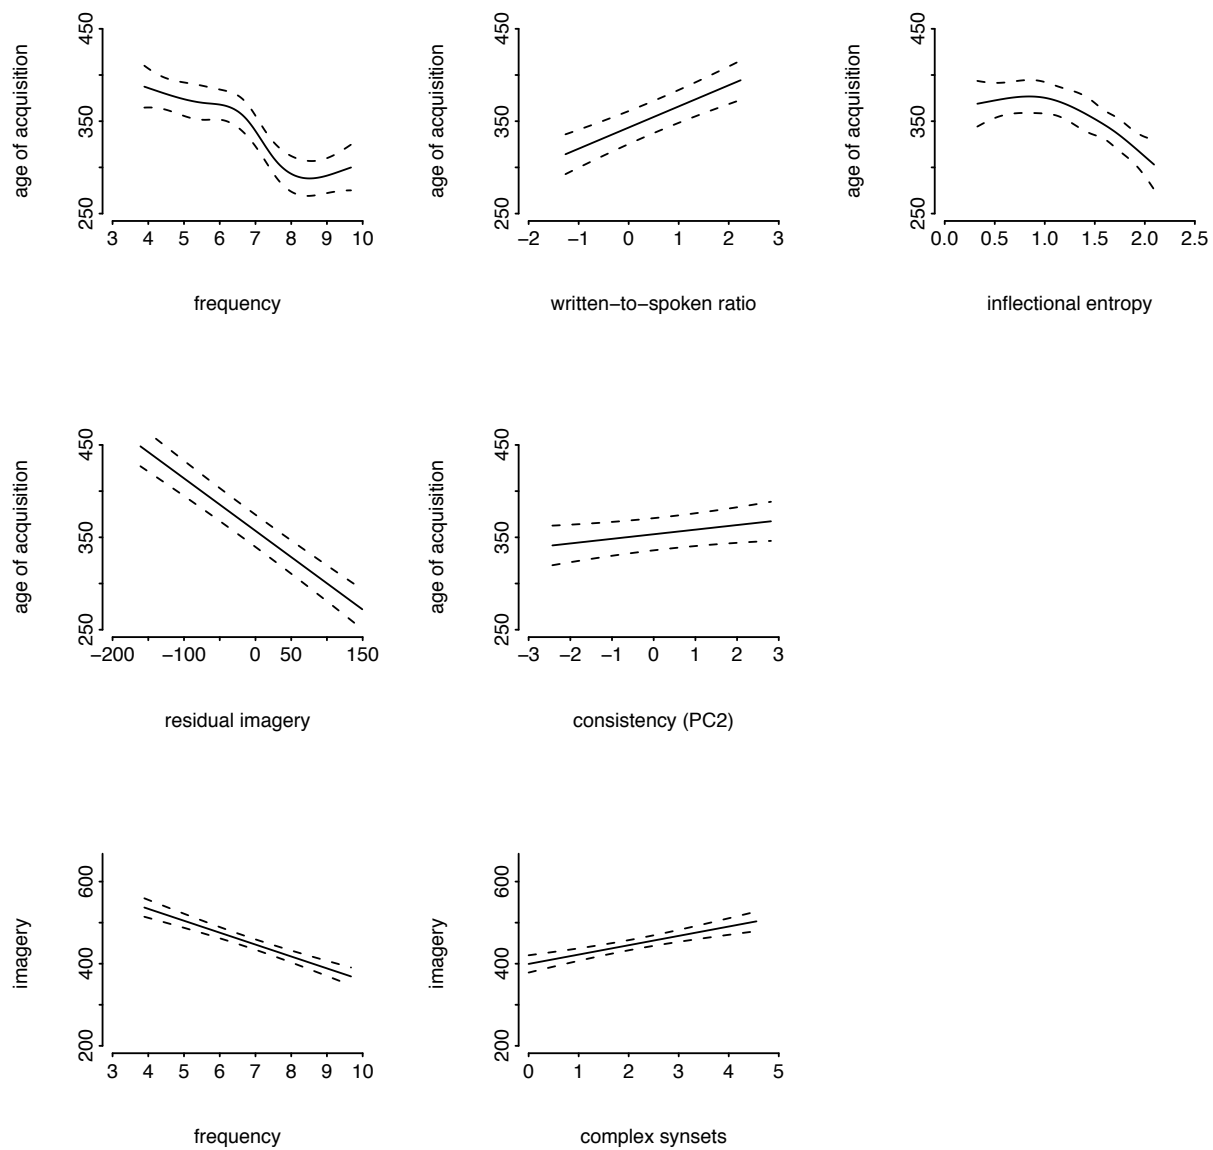 age of acquisition
250 350 450
3 4 5 6 7 8 9 10
frequency
age of acquisition
250 350 450
−2 −1 0 1 2 3
written−to−spoken ratio
age of acquisition
250 350 450
0.0 0.5 1.0 1.5 2.0 2.5
inflectional entropy
age of acquisition
250 350 450
−200 −100 0 50 150
residual imagery
age of acquisition
250 350 450
−3 −2 −1 0 1 2 3
consistency (PC2)
imagery
200 400 600
3 4 5 6 7 8 9 10
frequency
imagery
200 400 600
0 1 2 3 4 5
complex synsets